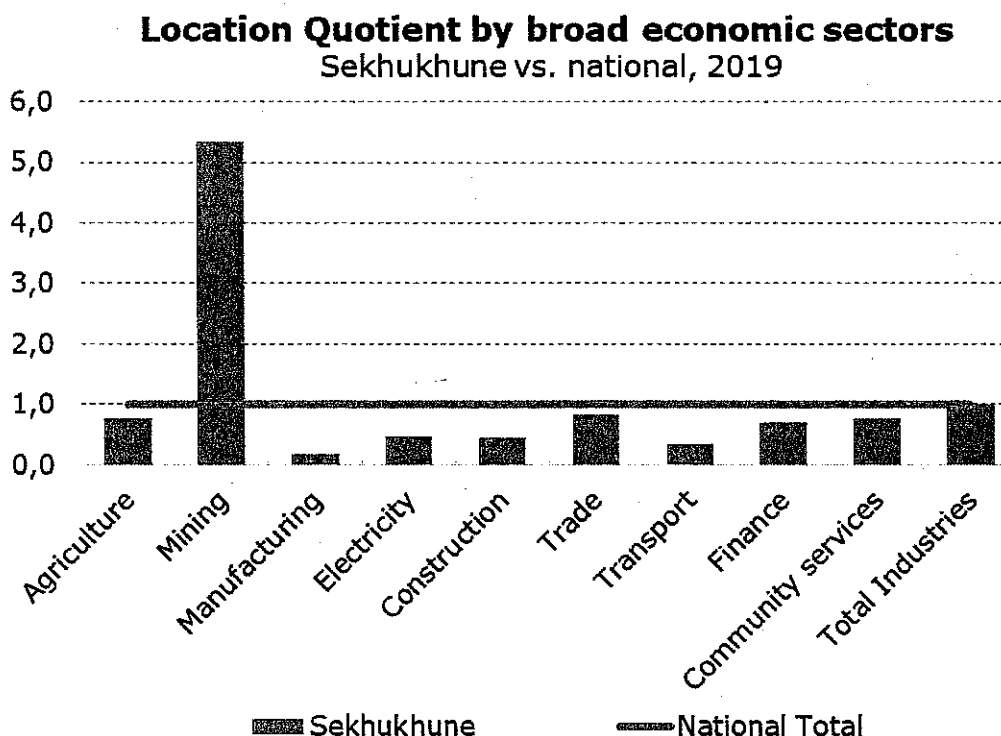 Location Quotient by broad economic sectors
Sekhukhune vs. national, 2019
6,0
5,0
4,0
3,0
2,0
1,0
0,0
Agriculture
Mining
Manufacturing
Electricity
Construction
Trade
Transport
Finance
Community services
Total Industries
Sekhukhune
National Total